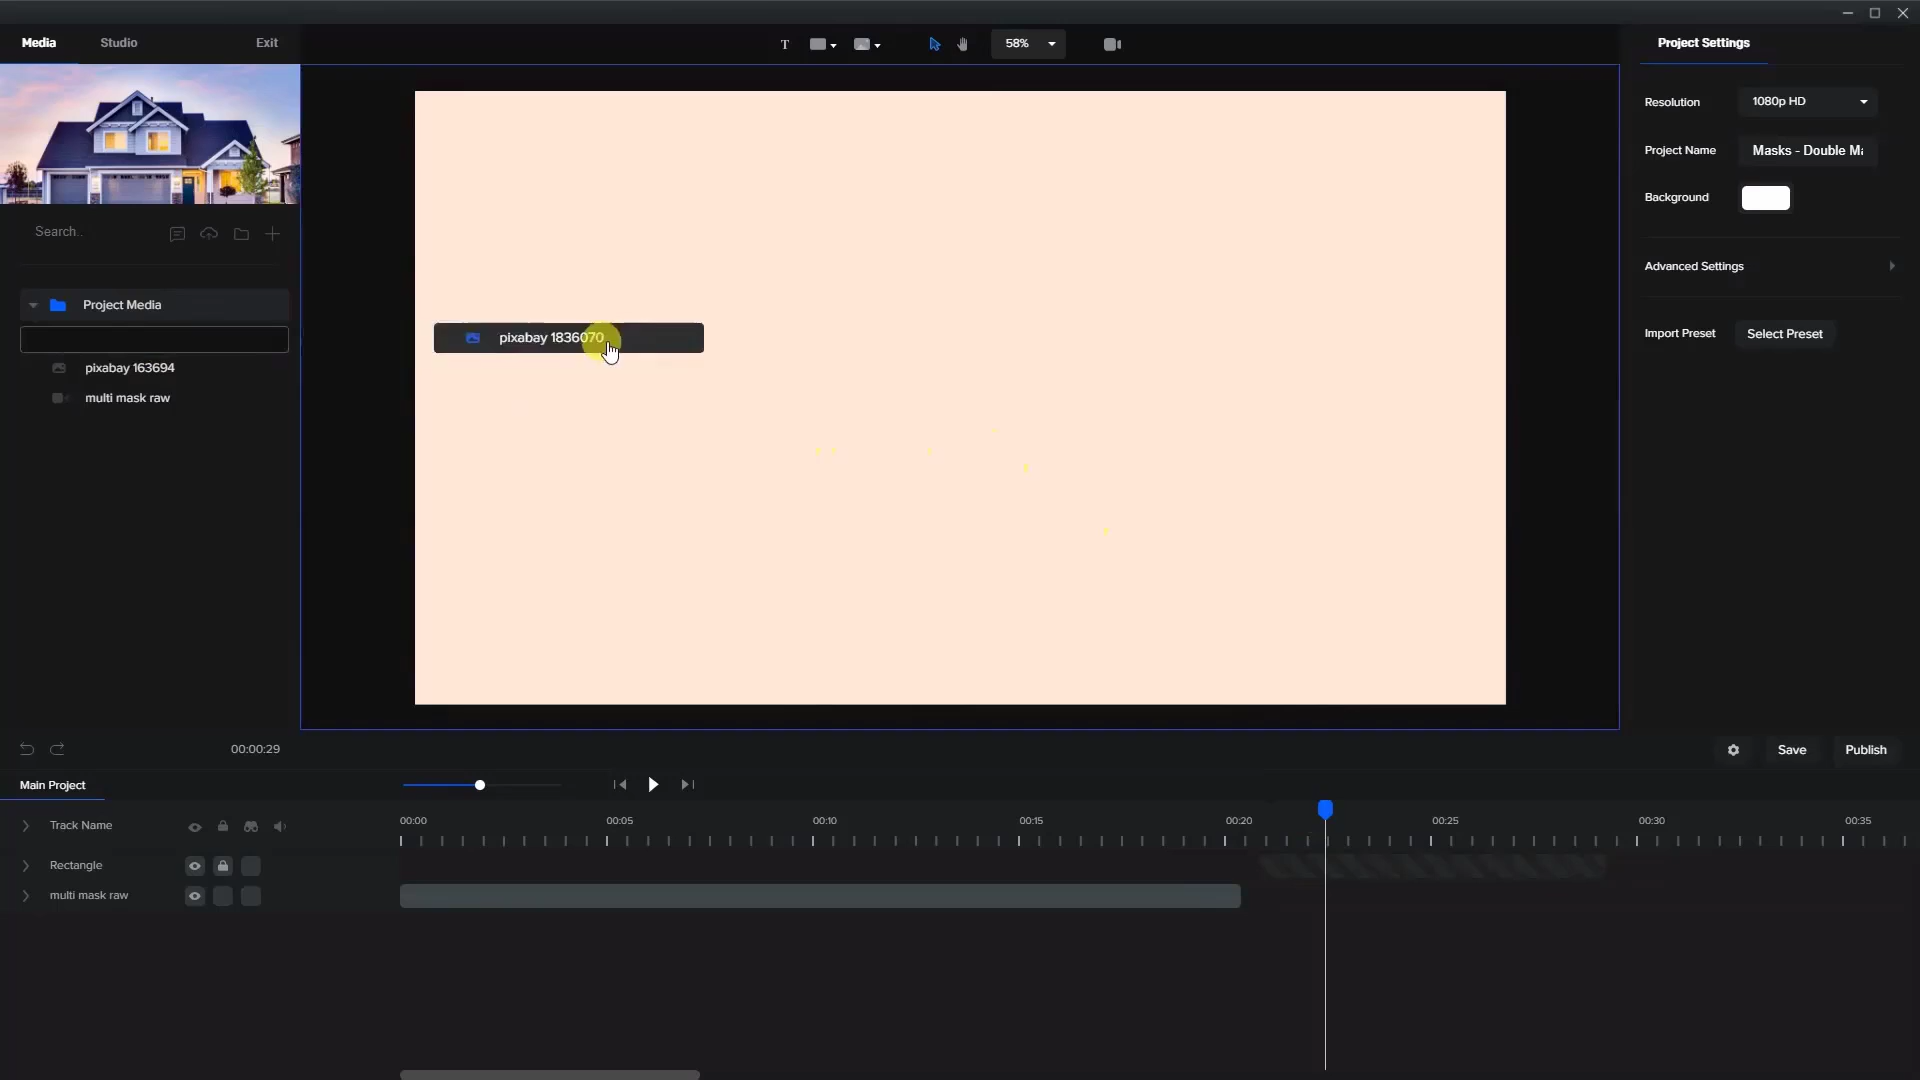 Media
Studio
Exit
T
58%
Project Settings
Resolution
1080p HD
Project Name
Masks - Double Mɛ
Background
Search..
Advanced Settings
Project Media
pixabay 1836070
Import Preset
Select Preset
pixabay 163694
multi mask raw
00:00:29
Save
Publish
Main Project
Track Name
00:00
00:05
00:10
00:15
00:20
00:25
00:30
00:35
Rectangle
multi mask raw